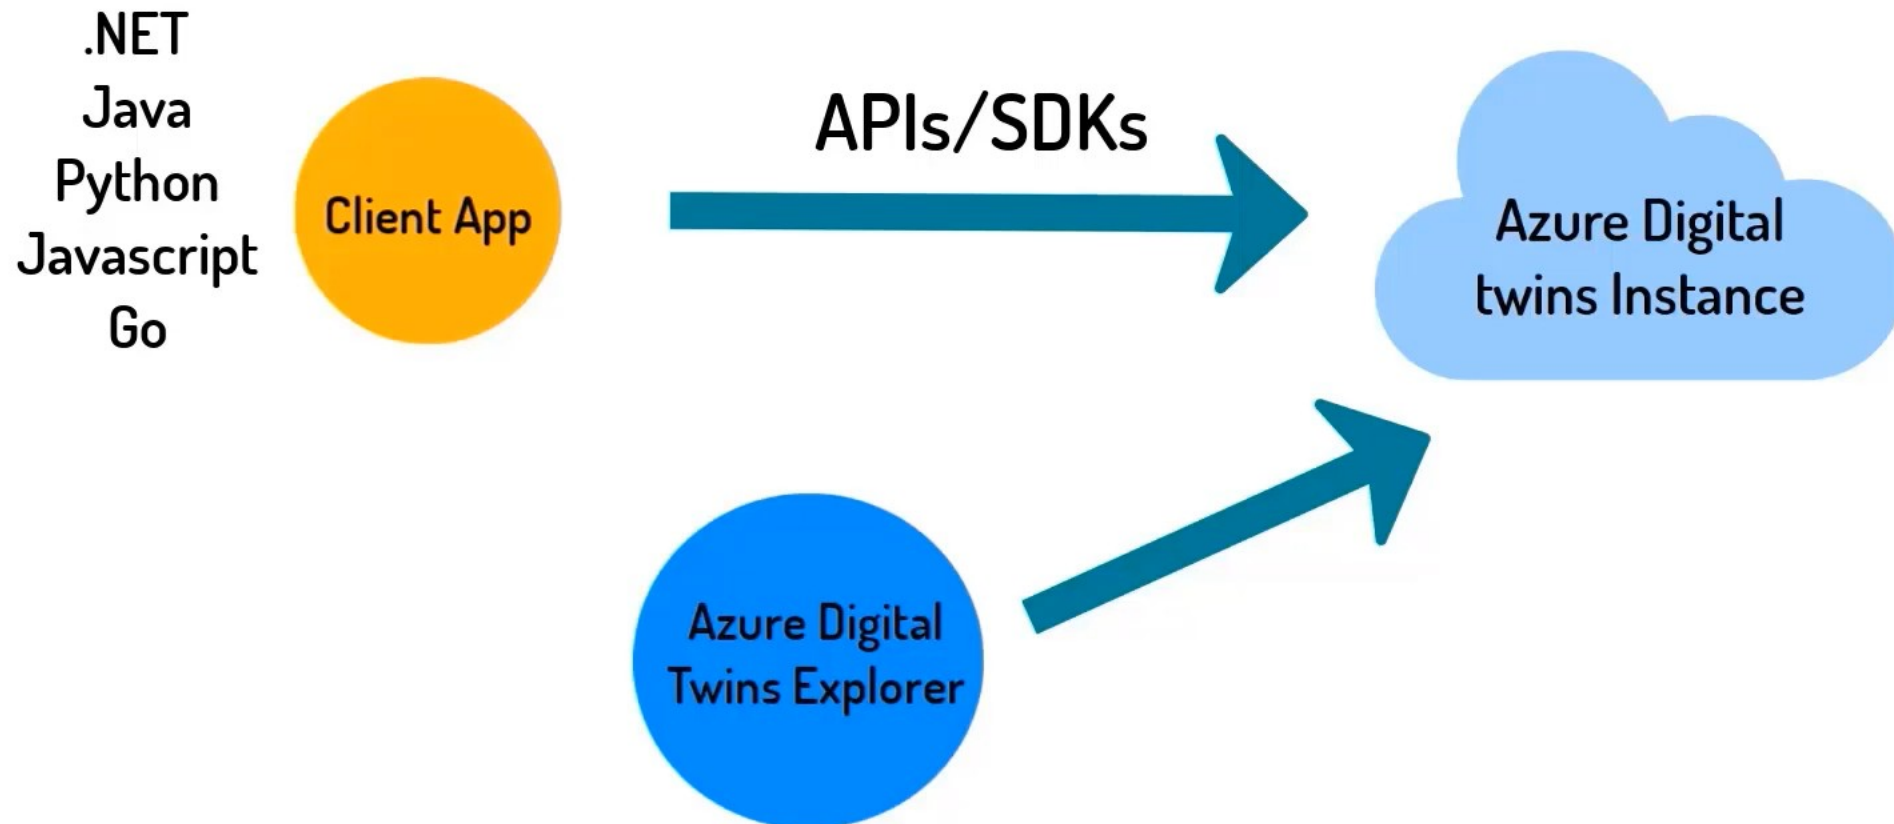 .NET
Java
Python
Javascript
Go
Client App
APIs/SDKs
Azure Digital
twins Instance
Azure Digital
Twins Explorer